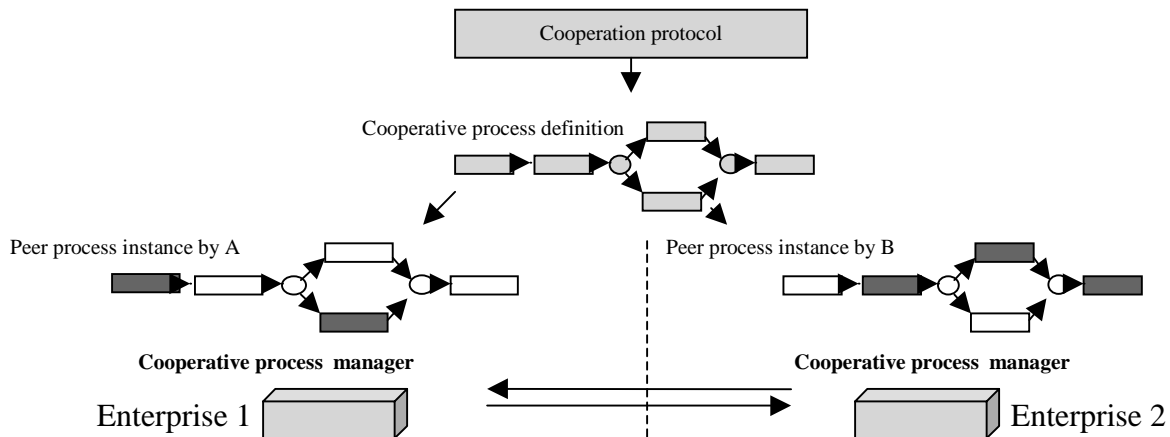 Cooperation protocol
Cooperative process definition
Peer process instance by A
Peer process instance by B
Cooperative process manager
Cooperative process manager
Enterprise 1
Enterprise 2